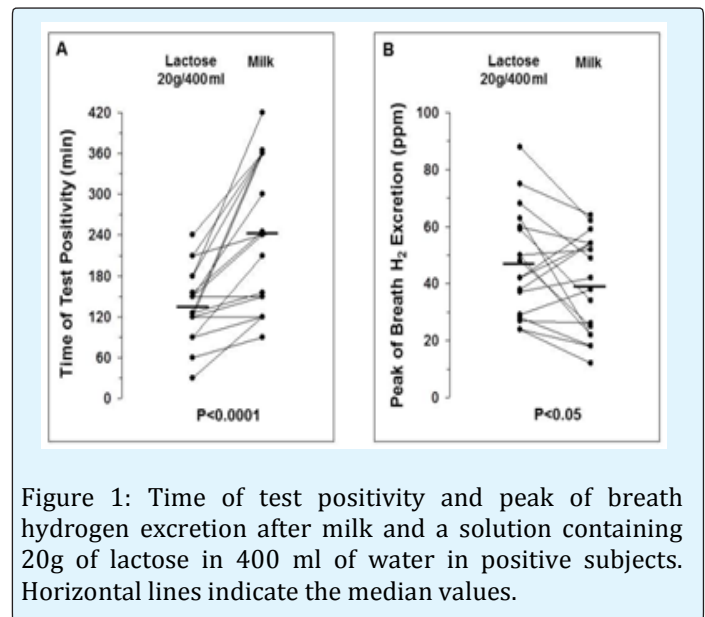 A
Lactose Milk
20g/400ml
Time of Test Positivity (min)
420
360
300
240
180
120
60
0
P<0.0001
B
Lactose Milk
20g/400ml
Peak of Breath H₂ Excretion (ppm)
100
80
60
40
20
0
P<0.05
Figure 1: Time of test positivity and peak of breath
hydrogen excretion after milk and a solution containing
20g of lactose in 400 ml of water in positive subjects.
Horizontal lines indicate the median values.